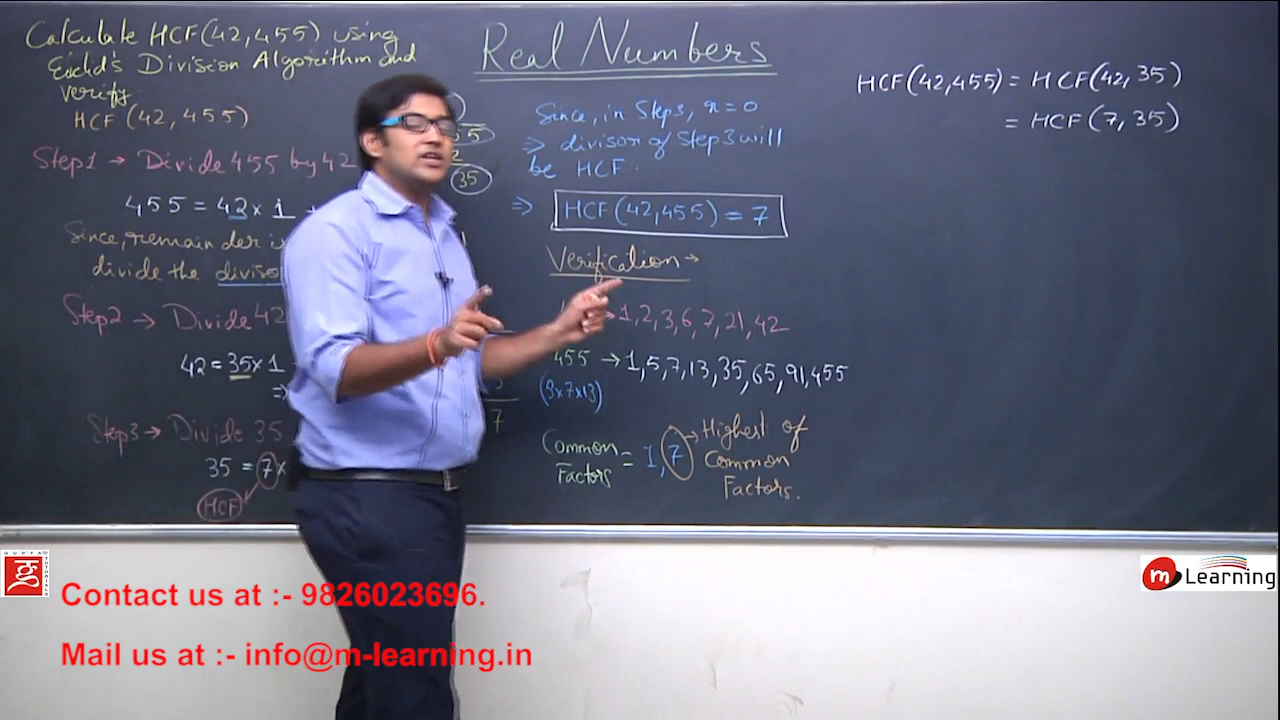 Calculate HCF(42,455) using
Euclid's Division Algorithm and
verify.
HCF(42,455)
Step1 → Divide 455 by 42
455 = 42 x 1
Since, remainder is
divide the divisor
Step2 → Divide 42
42 = 35 x 1
⇒
Step3 → Divide 35
35 = 7 x
HCF
35
7
Real Numbers
Since, in Step3, r = 0
⇒ divisor of Step3 will
be HCF.
⇒ HCF(42,455) = 7
Verification →
→ 1,2,3,6,7,21,42
455 → 1,5,7,13,35,65,91,455
Common Factors = 1,7 → Highest of
Common
Factors.
HCF(42,455) = HCF(42,35)
= HCF(7,35)
GUPTA TUTORIALS
Contact us at :- 9826023696.
Mail us at :- info@m-learning.in
m Learning